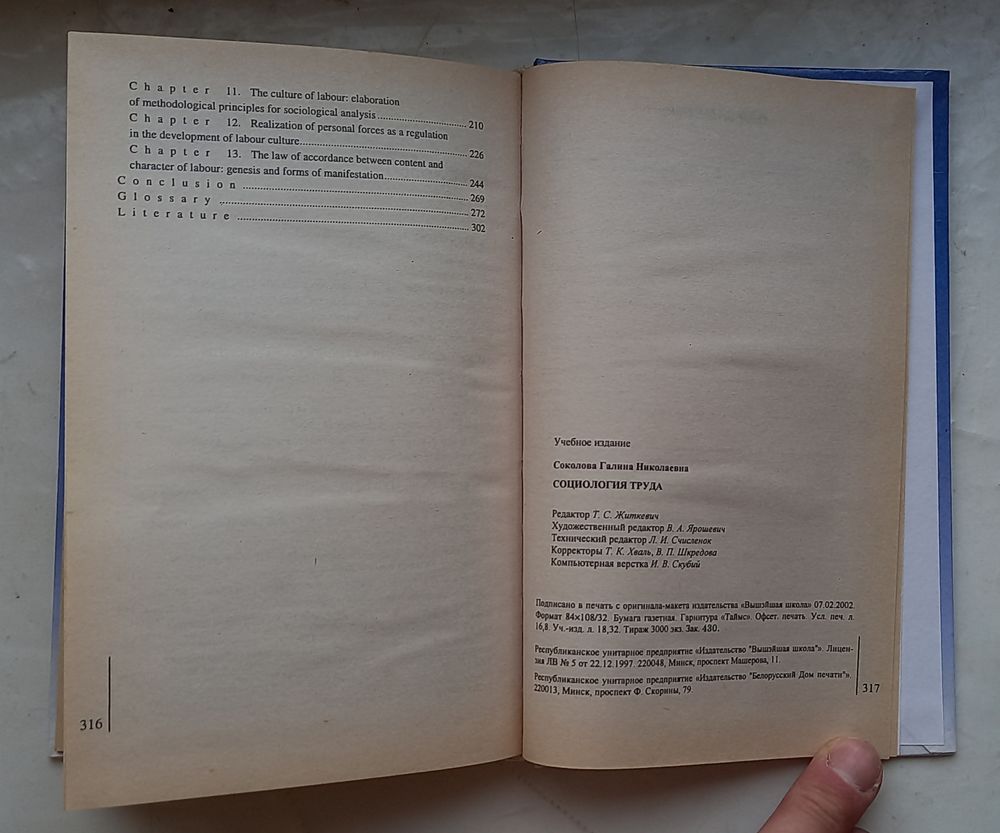 Chapter 11. The culture of labour: elaboration
of methodological principles for sociological analysis.......................... 210
Chapter 12. Realization of personal forces as a regulation
in the development of labour culture................................................. 226
Chapter 13. The law of accordance between content and
character of labour: genesis and forms of manifestation........................ 244
Conclusion ................................................................... 269
Glossary ......................................................................... 272
Literature .................................................................... 302
316
Учебное издание
Соколова Галина Николаевна
СОЦИОЛОГИЯ ТРУДА
Редактор Т. С. Житкевич
Художественный редактор В. А. Ярошевич
Технический редактор Л. И. Счисленок
Корректоры Т. К. Хваль, В. П. Шкредова
Компьютерная верстка И. В. Скубий
Подписано в печать с оригинала-макета издательства «Вышэйшая школа» 07.02.2002.
Формат 84×108/32. Бумага газетная. Гарнитура «Таймс». Офсет. печать. Усл. печ. л.
16,8. Уч.-изд. л. 18,32. Тираж 3000 экз. Зак. 430.
Республиканское унитарное предприятие «Издательство "Вышэйшая школа"». Лицен-
зия ЛВ № 5 от 22.12.1997. 220048, Минск, проспект Машерова, 11.
Республиканское унитарное предприятие «Издательство "Белорусский Дом печати"».
220013, Минск, проспект Ф. Скорины, 79.
317